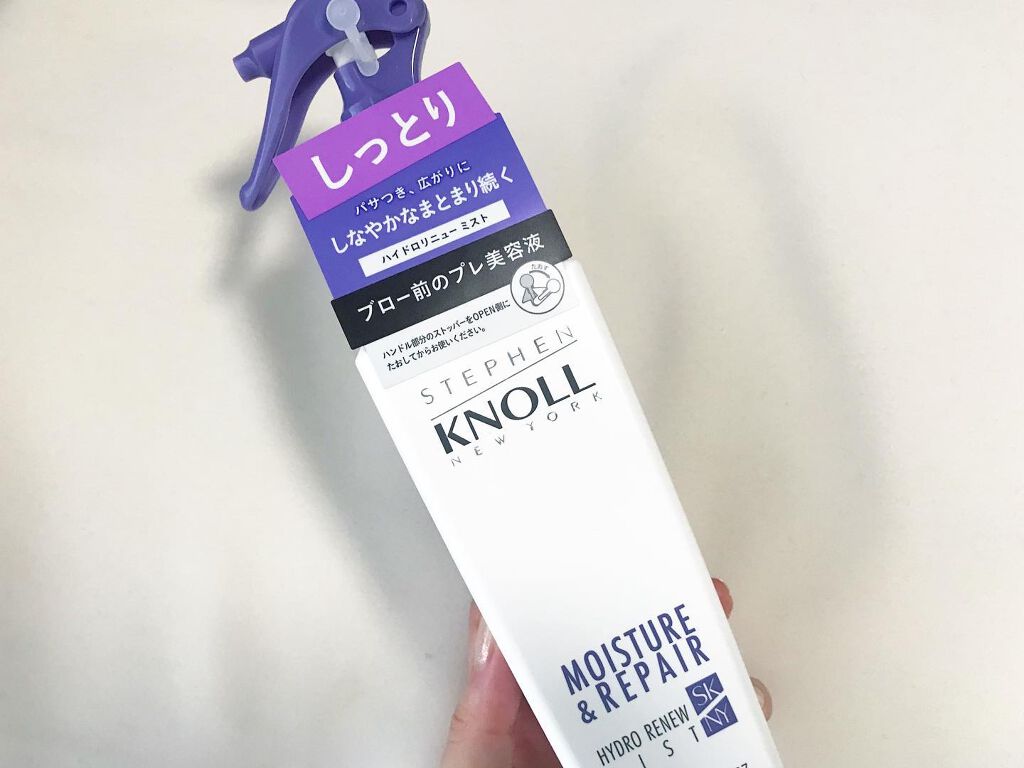 しっとり
パサつき、広がりに
しなやかなまとまり続く
ハイドロリニュー ミスト
ブロー前のプレ美容液
たおす
ハンドル部分のストッパーをOPEN側に
たおしてからお使いください。
STEPHEN
KNOLL
NEW YORK
MOISTURE
& REPAIR
HYDRO RENEW
SK
NY